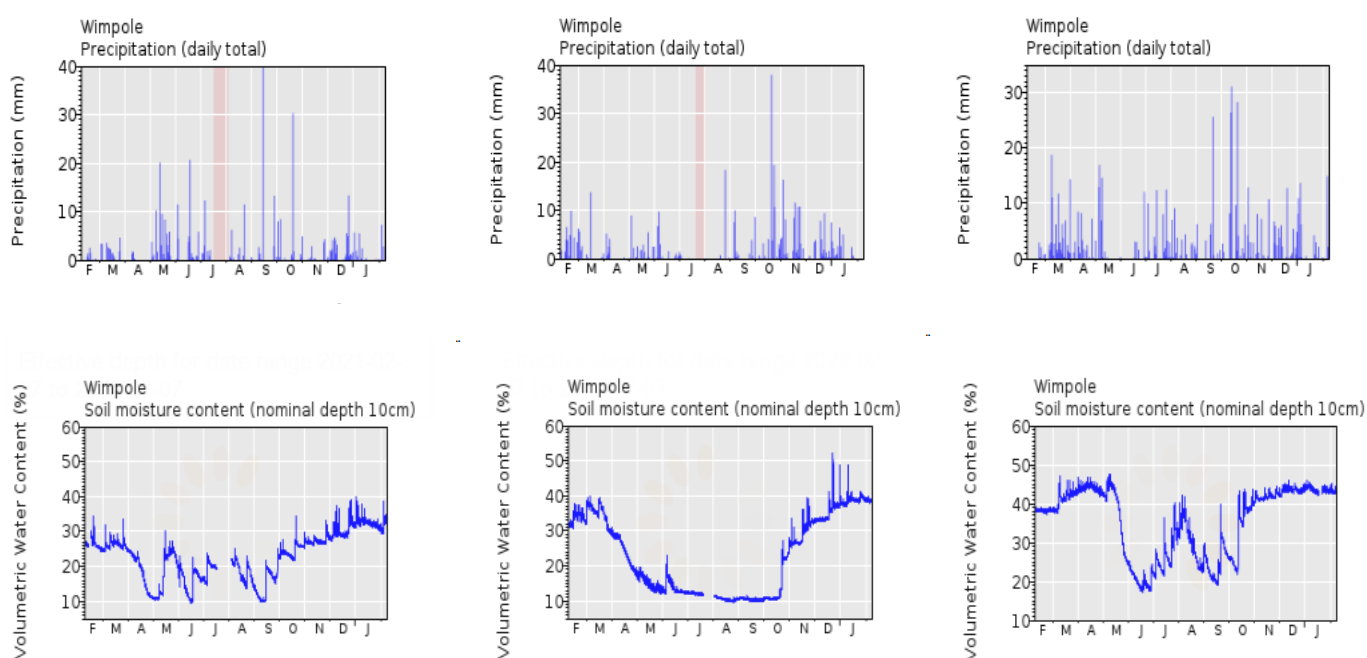 Wimpole
Precipitation (daily total)
Precipitation (mm)
40
30
20
10
0
F M A M J J A S O N D J
Wimpole
Precipitation (daily total)
Precipitation (mm)
40
30
20
10
0
F M A M J J A S O N D J
Wimpole
Precipitation (daily total)
Precipitation (mm)
30
20
10
0
F M A M J J A S O N D J
Wimpole
Soil moisture content (nominal depth 10cm)
Volumetric Water Content (%)
60
50
40
30
20
10
F M A M J J A S O N D J
Wimpole
Soil moisture content (nominal depth 10cm)
Volumetric Water Content (%)
60
50
40
30
20
10
F M A M J J A S O N D J
Wimpole
Soil moisture content (nominal depth 10cm)
Volumetric Water Content (%)
60
50
40
30
20
10
F M A M J J A S O N D J